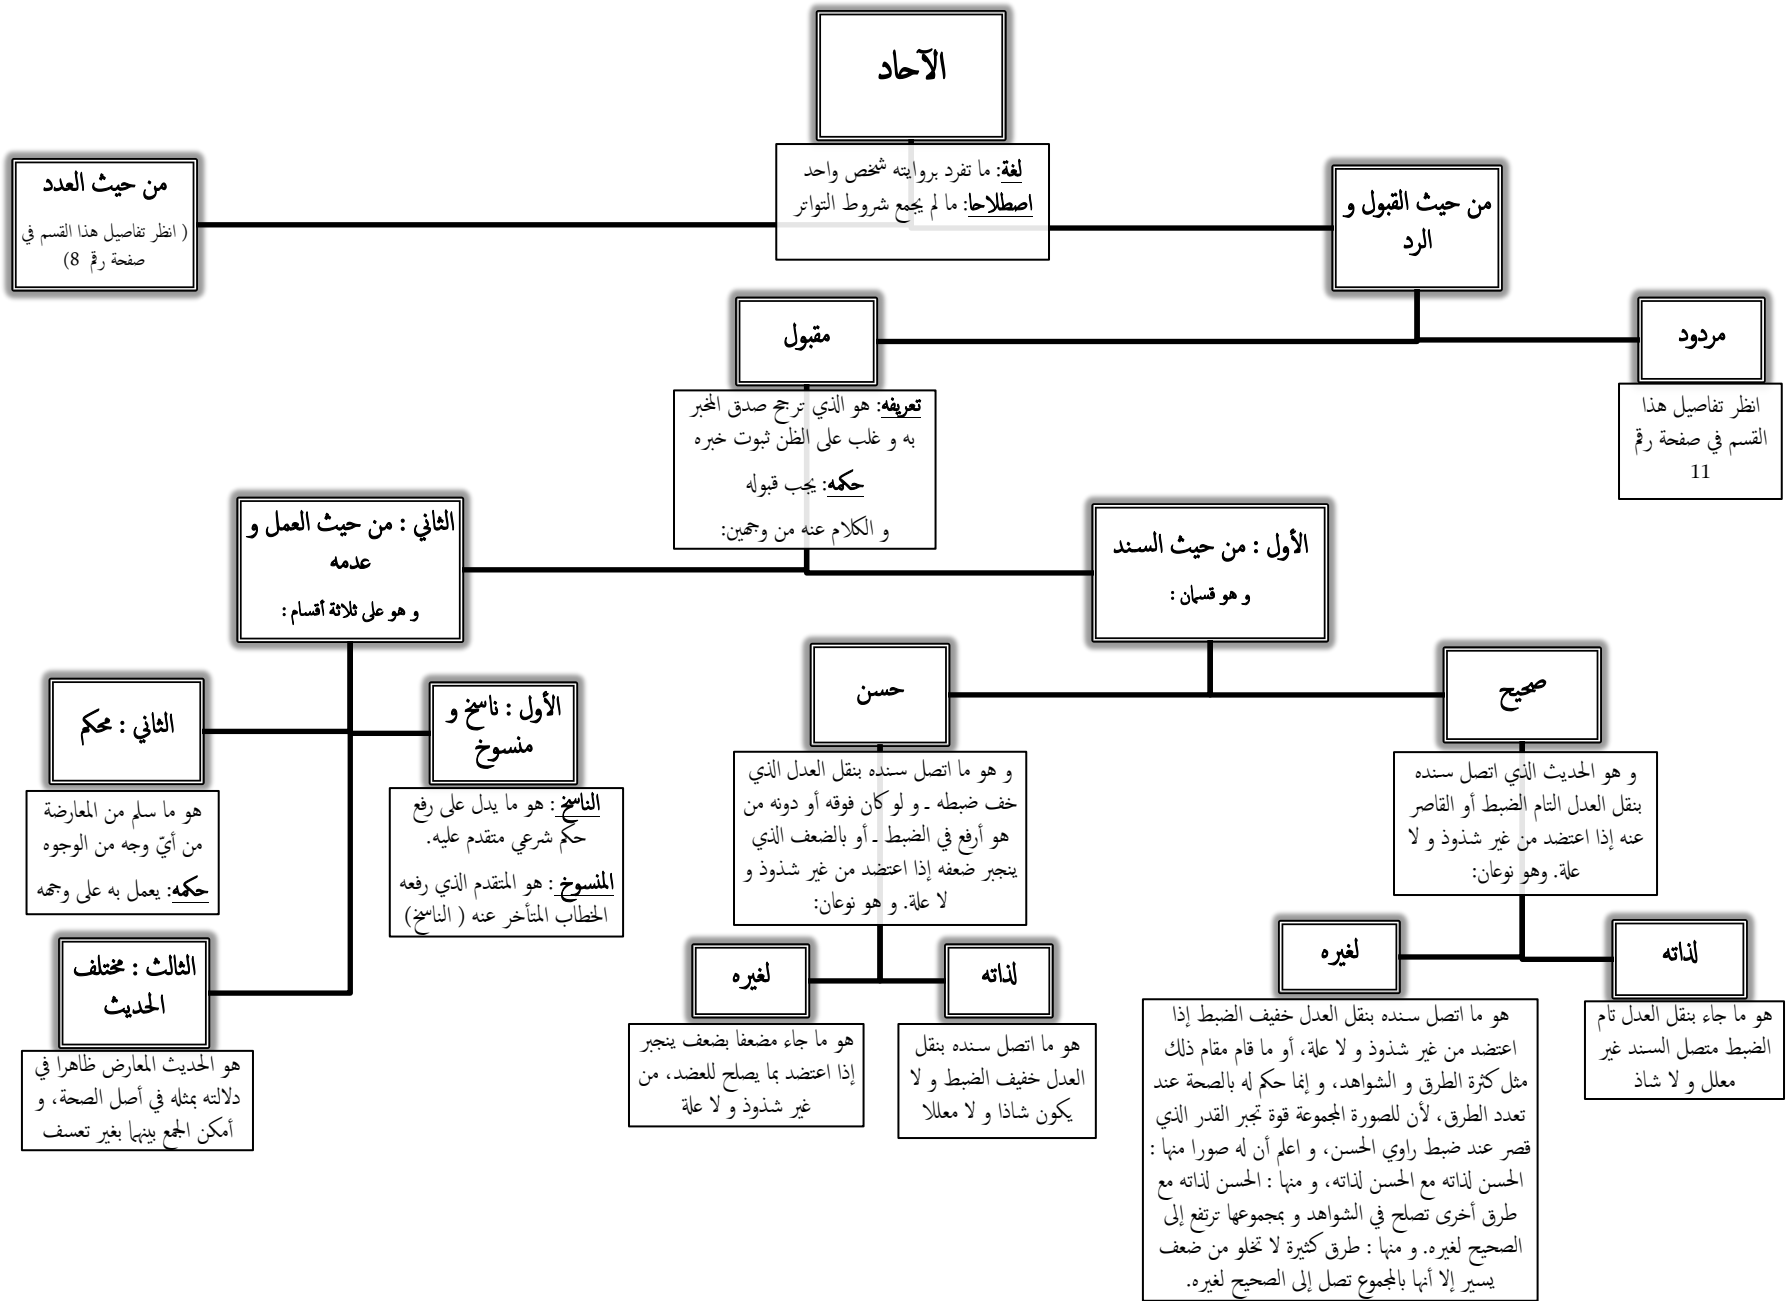 الآحاد
لغة: ما تفرد بروايته شخص واحد
اصطلاحا: ما لم يجمع شروط التواتر
من حيث القبول و
الرد
من حيث العدد
( انظر تفاصيل هذا القسم في
صفحة رقم 8)
مردود
انظر تفاصيل هذا
القسم في صفحة رقم
11
مقبول
تعريفه: هو الذي ترجح صدق المخبر
به و غلب على الظن ثبوت خبره
حكمه: يجب قبوله
و الكلام عنه من وجهين:
الأول : من حيث السند
و هو قسمان :
الثاني : من حيث العمل و
عدمه
و هو على ثلاثة أقسام :
صحيح
و هو الحديث الذي اتصل سنده
بنقل العدل التام الضبط أو القاصر
عنه إذا اعتضد من غير شذوذ و لا
علة. وهو نوعان:
حسن
و هو ما اتصل سنده بنقل العدل الذي
خف ضبطه ـ و لو كان فوقه أو دونه من
هو أرفع في الضبط ـ أو بالضعف الذي
ينجبر ضعفه إذا اعتضد من غير شذوذ و
لا علة. و هو نوعان:
الأول : ناسخ و
منسوخ
الناسخ : هو ما يدل على رفع
حكم شرعي متقدم عليه.
المنسوخ : هو المتقدم الذي رفعه
الخطاب المتأخر عنه ( الناسخ)
الثاني : محكم
هو ما سلم من المعارضة
من أيّ وجه من الوجوه
حكمه: يعمل به على وجهه
الثالث : مختلف
الحديث
هو الحديث المعارض ظاهرا في
دلالته بمثله في أصل الصحة، و
أمكن الجمع بينهما بغير تعسف
لذاته
هو ما جاء بنقل العدل تام
الضبط متصل السند غير
معلل و لا شاذ
لغيره
هو ما اتصل سنده بنقل العدل خفيف الضبط إذا
اعتضد من غير شذوذ و لا علة، أو ما قام مقام ذلك
مثل كثرة الطرق و الشواهد، و إنما حكم له بالصحة عند
تعدد الطرق، لأن للصورة المجموعة قوة تجبر القدر الذي
قصر عند ضبط راوي الحسن، و اعلم أن له صورا منها :
الحسن لذاته مع الحسن لذاته، و منها : الحسن لذاته مع
طرق أخرى تصلح في الشواهد و بمجموعها ترتفع إلى
الصحيح لغيره. و منها : طرق كثيرة لا تخلو من ضعف
يسير إلا أنها بالمجموع تصل إلى الصحيح لغيره.
لذاته
هو ما اتصل سنده بنقل
العدل خفيف الضبط و لا
يكون شاذا و لا معللا
لغيره
هو ما جاء مضعفا بضعف ينجبر
إذا اعتضد بما يصلح للعضد، من
غير شذوذ و لا علة